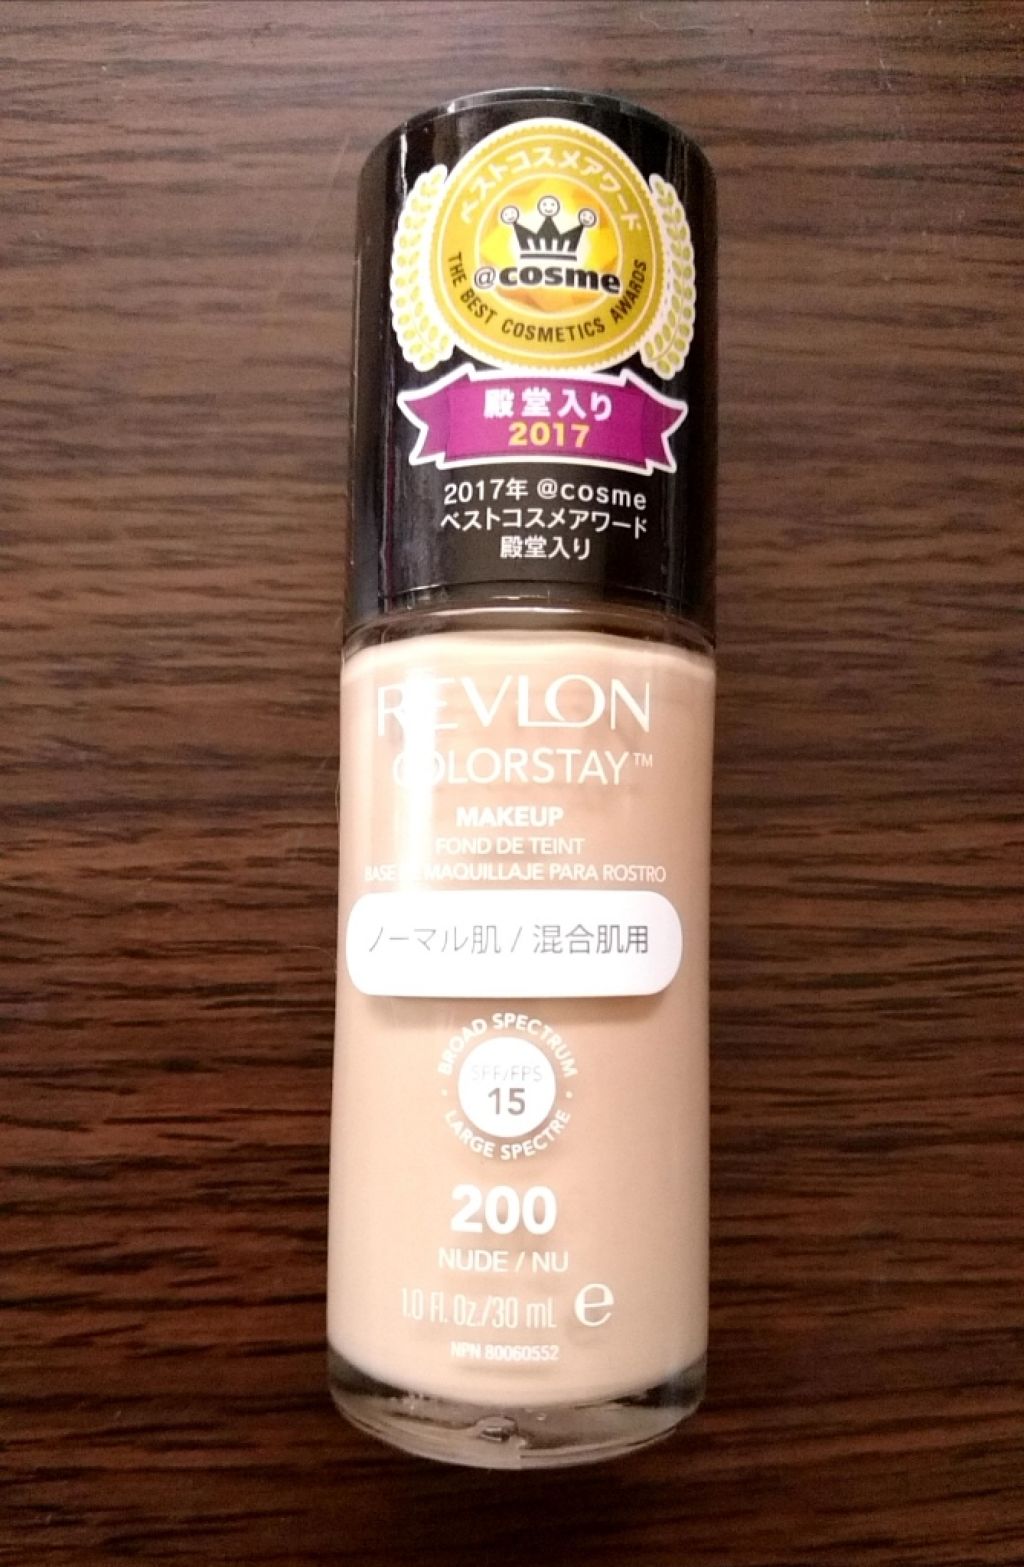 ベストコスメアワード
@cosme
THE BEST COSMETICS AWARDS
殿堂入り
2017
2017年 @cosme
ベストコスメアワード
殿堂入り
REVLON
COLORSTAY™
MAKEUP
FOND DE TEINT
BASE DE MAQUILLAJE PARA ROSTRO
ノーマル肌 / 混合肌用
BROAD SPECTRUM
SPF/FPS
15
LARGE SPECTRE
200
NUDE / NU
1.0 Fl. Oz./30 mL e
NPN 80060552